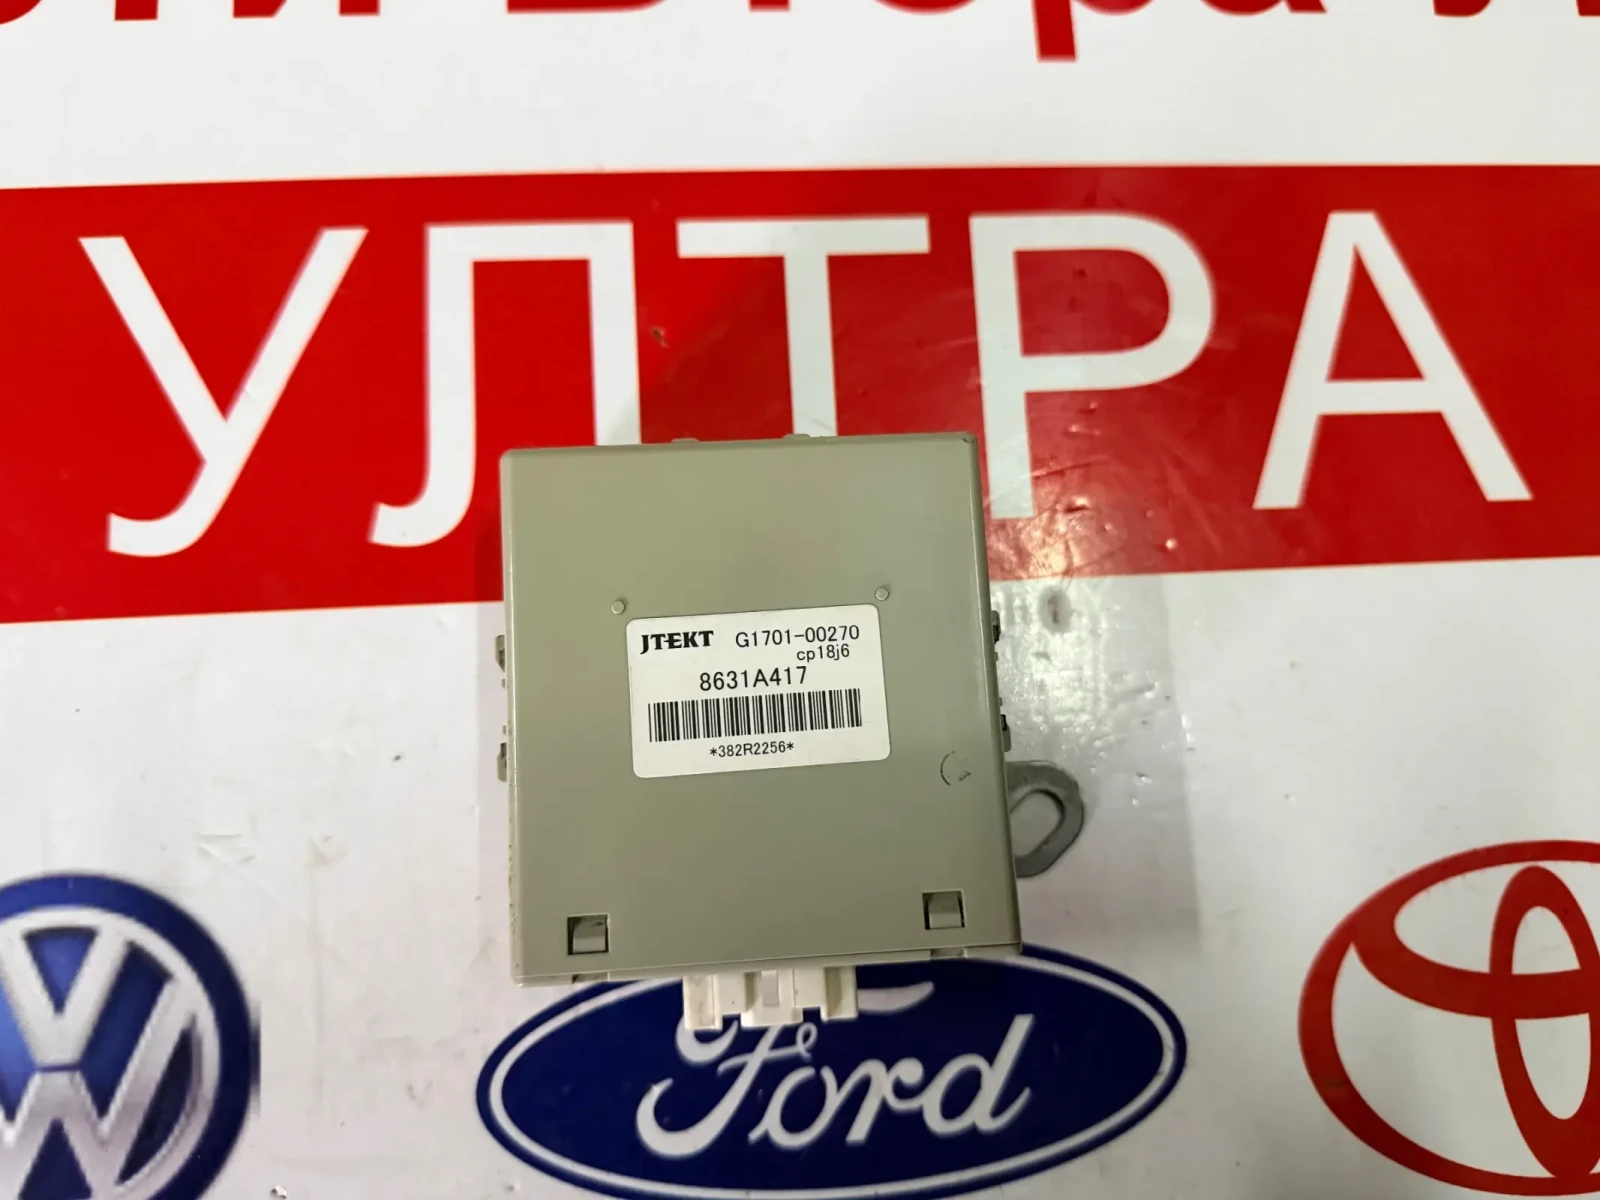 УЛТРА
JTEKT G1701-00270
cp18j6
8631A417
*382R2256*
Ford